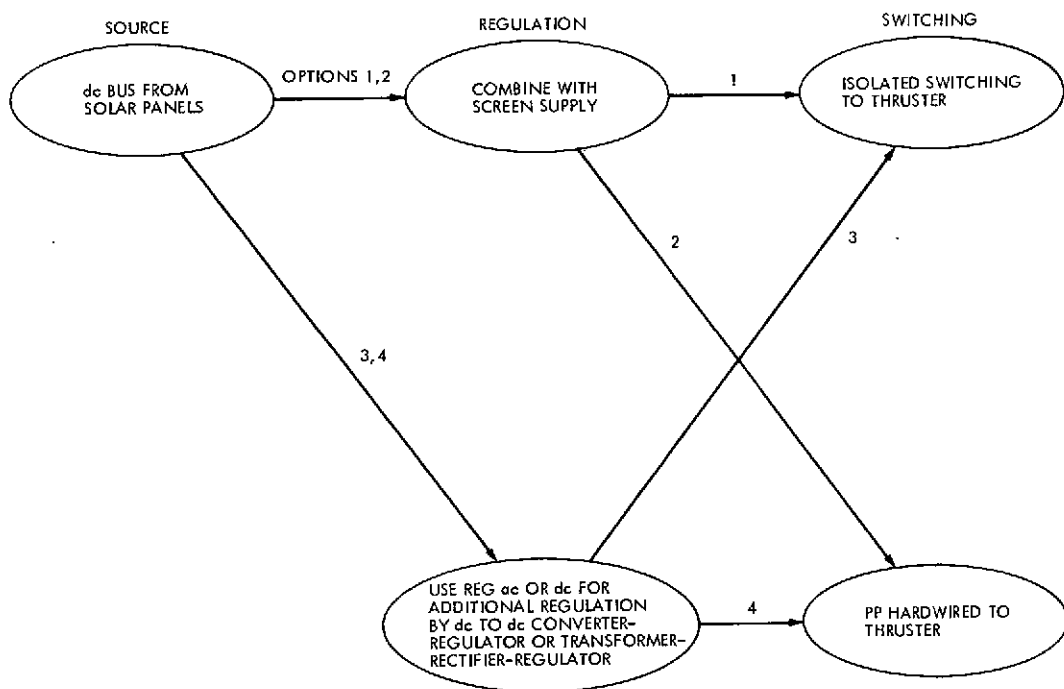 SOURCE
REGULATION
SWITCHING
dc BUS FROM
SOLAR PANELS
OPTIONS 1,2
COMBINE WITH
SCREEN SUPPLY
1
ISOLATED SWITCHING
TO THRUSTER
2
3
3,4
USE REG ac OR dc FOR
ADDITIONAL REGULATION
BY dc TO dc CONVERTER-
REGULATOR OR TRANSFORMER-
RECTIFIER-REGULATOR
4
PP HARDWIRED TO
THRUSTER